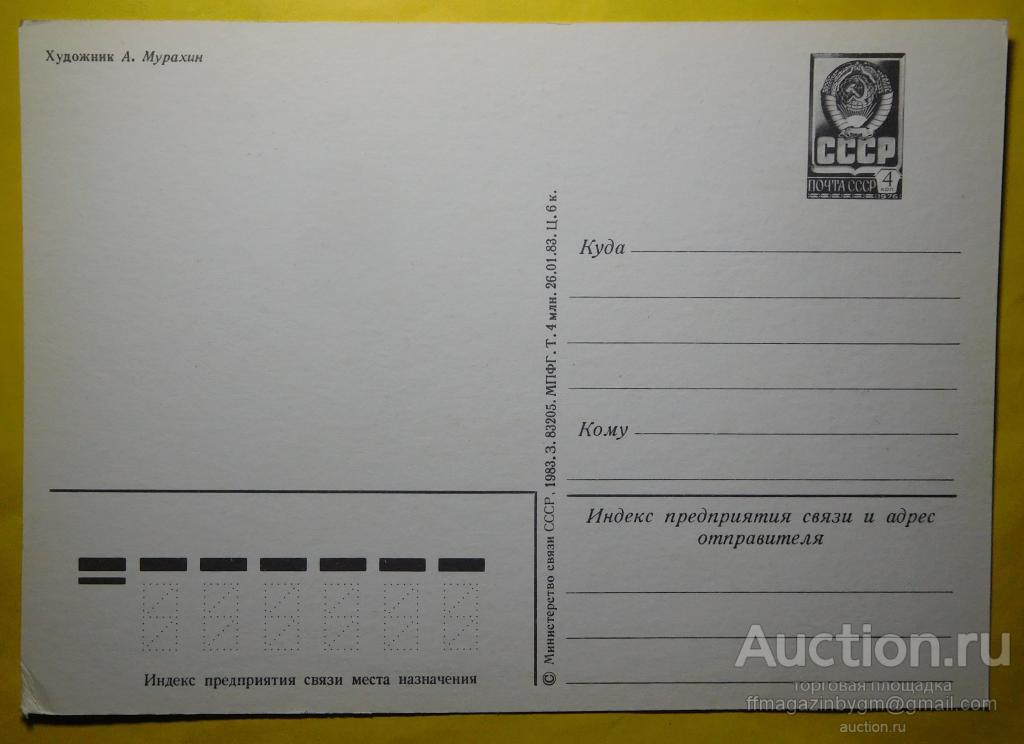 Художник А. Мурахин
СССР
ПОЧТА СССР 4 КОП
1976
Куда
Кому
Индекс предприятия связи и адрес
отправителя
© Министерство связи СССР, 1983. З. 83205. МПФГ. Т. 4 млн. 26.01.83. Ц. 6 к.
Индекс предприятия связи места назначения
Auction.ru
торговая площадка
ffmagazinbygm@gmail.com
auction.ru